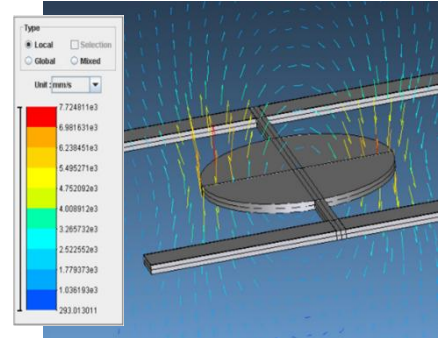 Type
Local Selection
Global Mixed
Unit : mm/s
7.724811e3
6.981631e3
6.238451e3
5.495271e3
4.752092e3
4.008912e3
3.265732e3
2.522552e3
1.779373e3
1.036193e3
293.013011